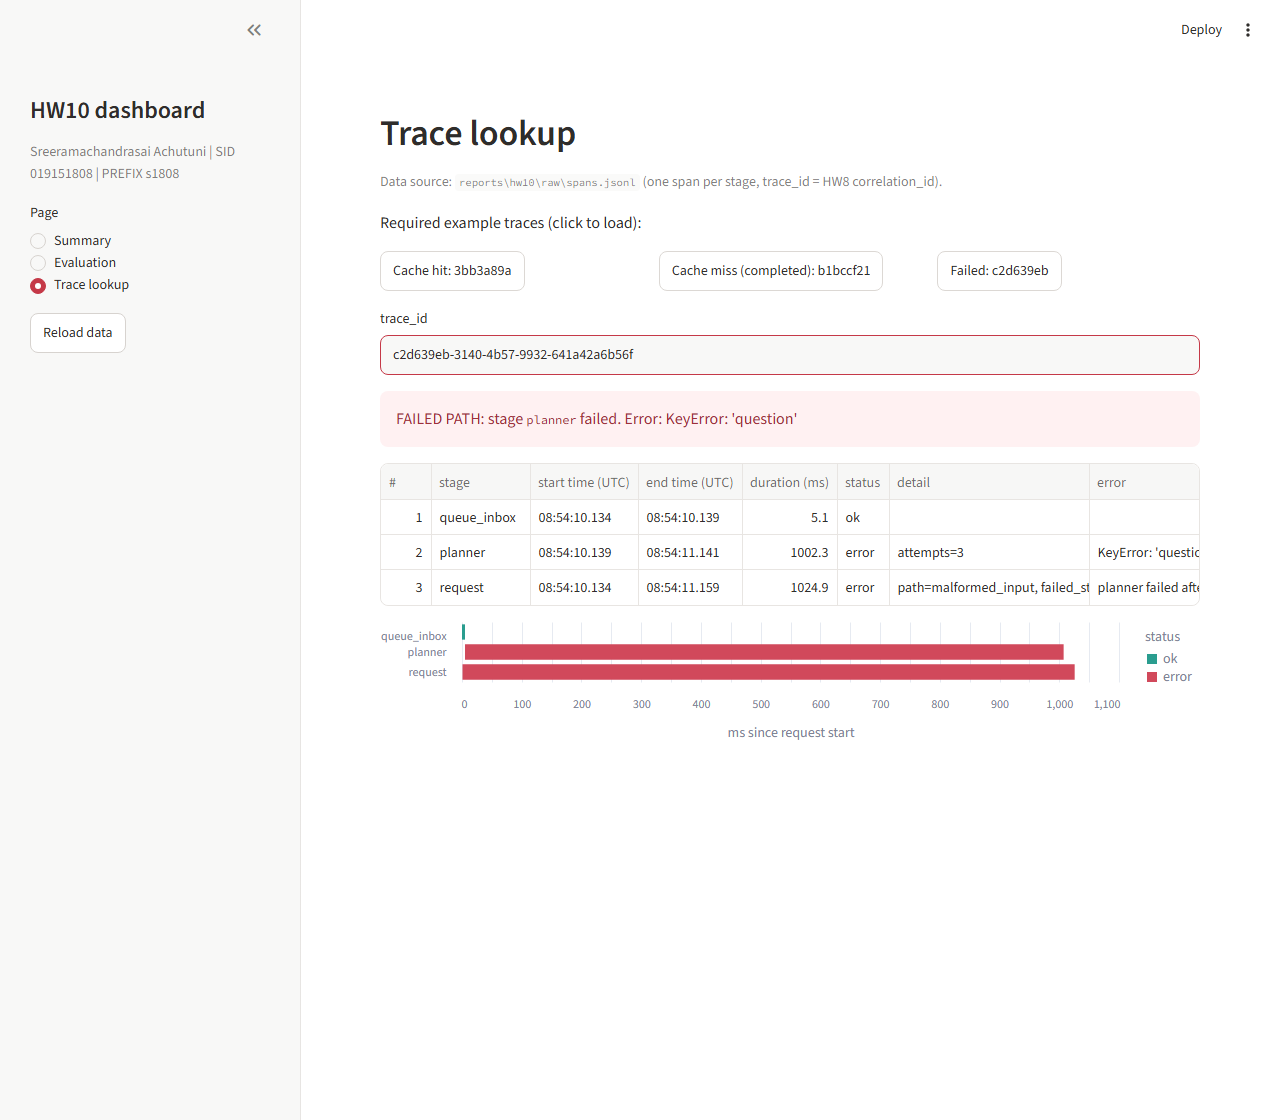 Deploy
HW10 dashboard
Sreeramachandrasai Achutuni | SID
019151808 | PREFIX s1808
Page
Summary
Evaluation
Trace lookup
Reload data
Trace lookup
Data source: reports\hw10\raw\spans.jsonl (one span per stage, trace_id = HW8 correlation_id).
Required example traces (click to load):
Cache hit: 3bb3a89a
Cache miss (completed): b1bccf21
Failed: c2d639eb
trace_id
c2d639eb-3140-4b57-9932-641a42a6b56f
FAILED PATH: stage planner failed. Error: KeyError: 'question'
# stage start time (UTC) end time (UTC) duration (ms) status detail error
1 queue_inbox 08:54:10.134 08:54:10.139 5.1 ok
2 planner 08:54:10.139 08:54:11.141 1002.3 error attempts=3 KeyError: 'questio
3 request 08:54:10.134 08:54:11.159 1024.9 error path=malformed_input, failed_st planner failed afte
queue_inbox
planner
request
status
ok
error
0 100 200 300 400 500 600 700 800 900 1,000 1,100
ms since request start